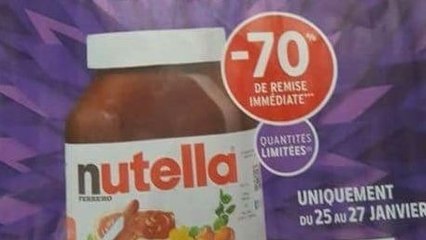 -70%
DE REMISE
IMMÉDIATE***
QUANTITÉS
LIMITÉES
nutella
FERRERO
UNIQUEMENT
DU 25 AU 27 JANVIER